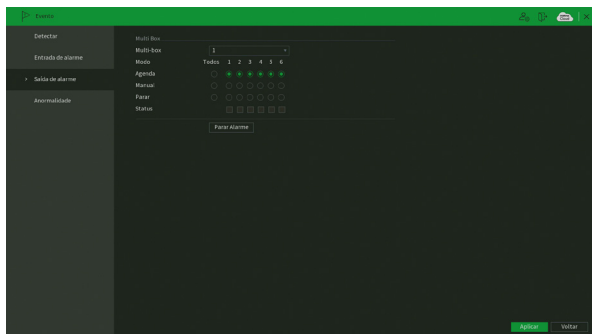 Evento
Detectar
Entrada de alarme
Saída de alarme
Anormalidade
Multi Box
Multi-box 1
Modo Todos 1 2 3 4 5 6
Agenda
Manual
Parar
Status
Parar Alarme
Aplicar Voltar